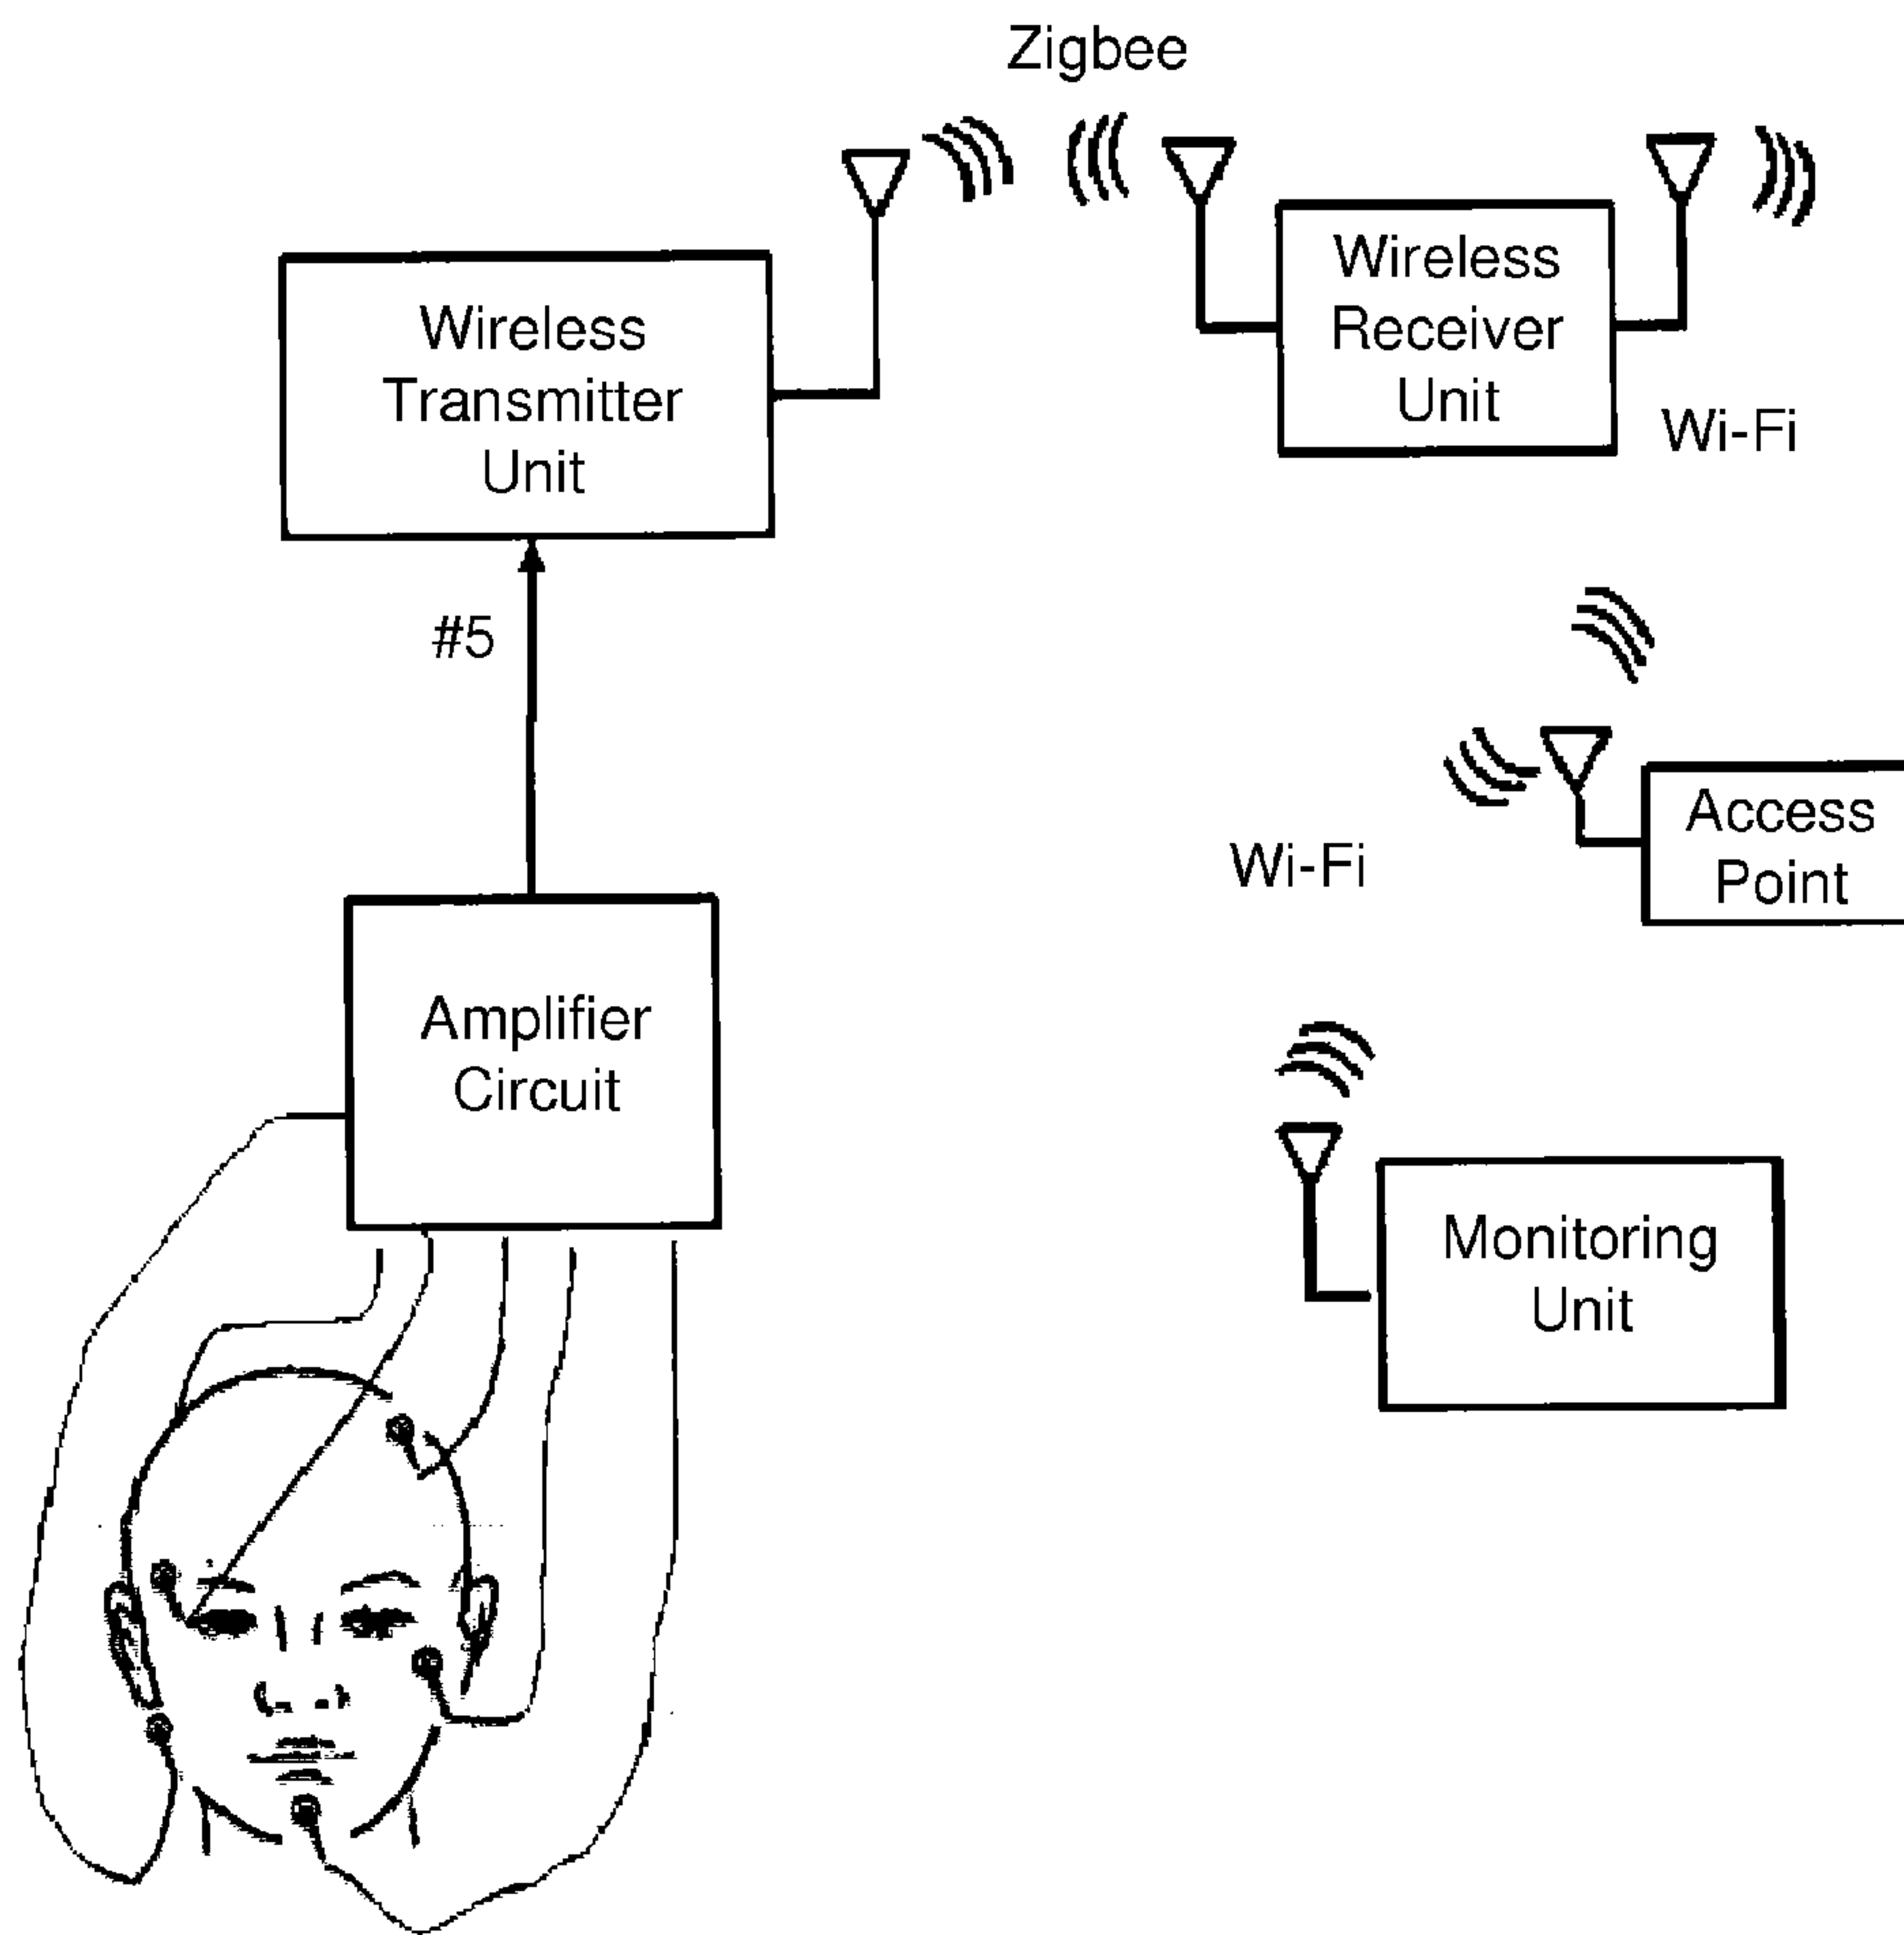 Zigbee
Wireless
Transmitter
Unit
Wireless
Receiver
Unit
Wi-Fi
#5
Access
Point
Wi-Fi
Amplifier
Circuit
Monitoring
Unit